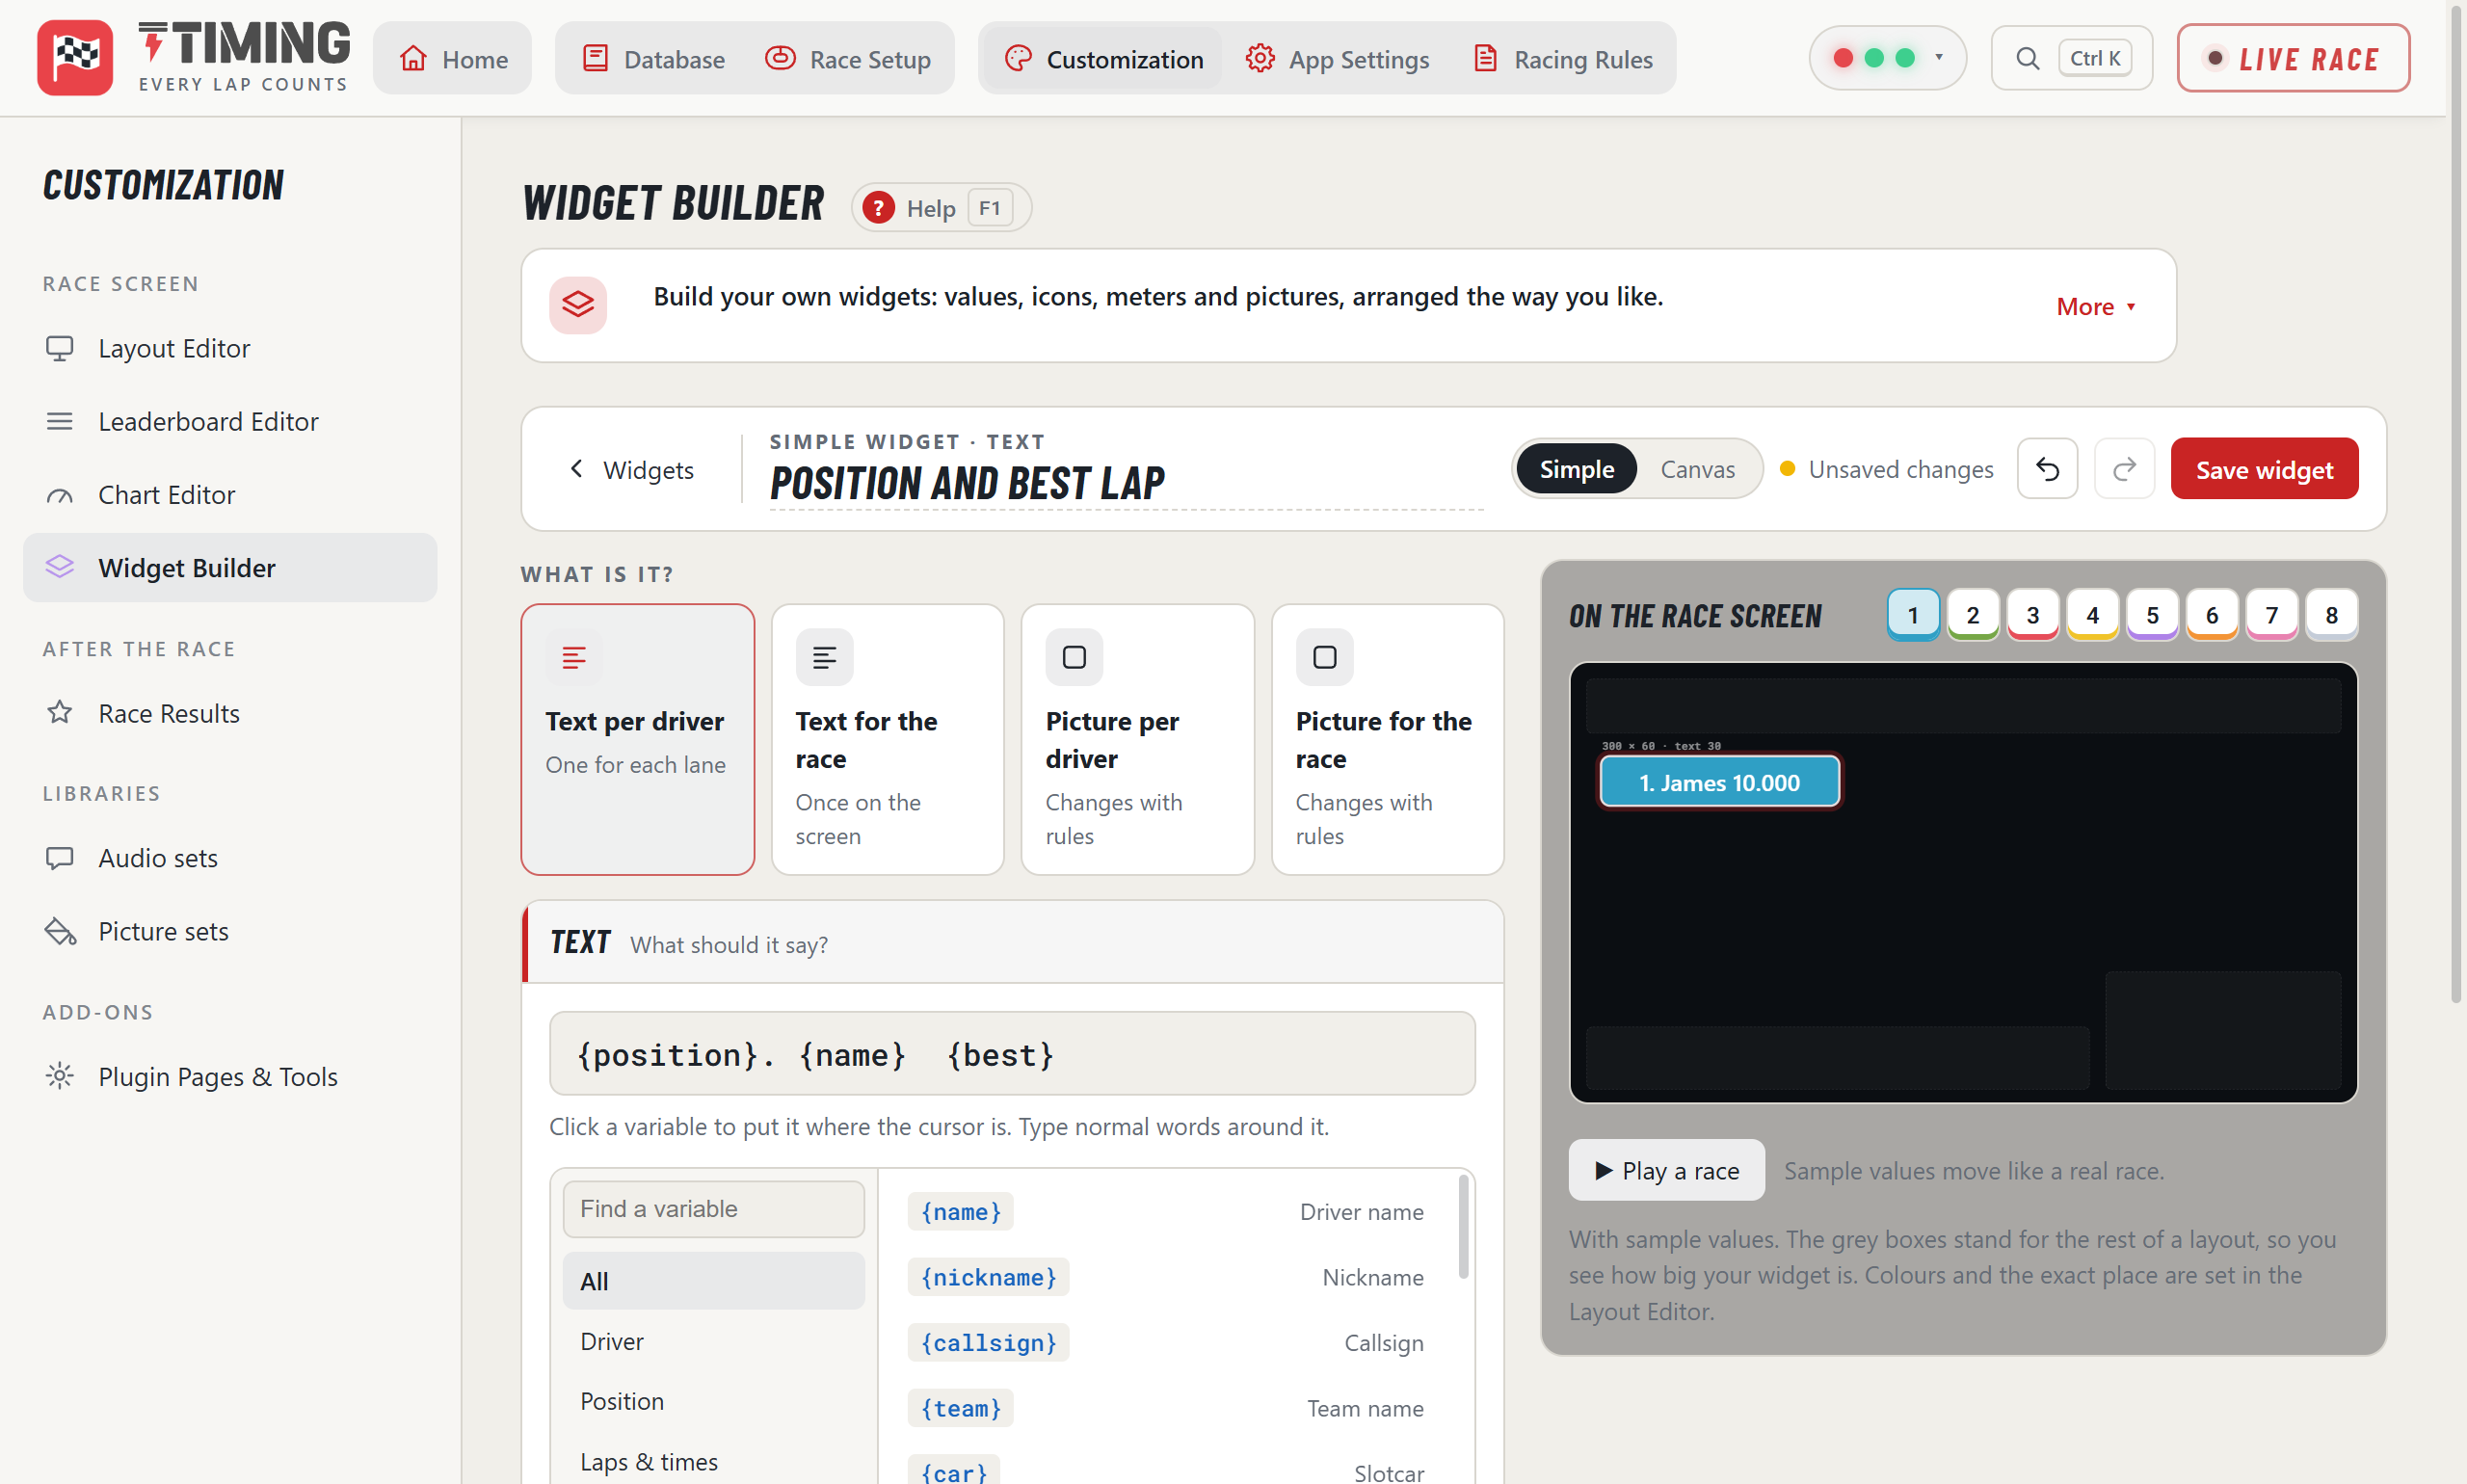 TIMING
EVERY LAP COUNTS
Home
Database
Race Setup
Customization
App Settings
Racing Rules
Ctrl K
LIVE RACE
CUSTOMIZATION
RACE SCREEN
Layout Editor
Leaderboard Editor
Chart Editor
Widget Builder
AFTER THE RACE
Race Results
LIBRARIES
Audio sets
Picture sets
ADD-ONS
Plugin Pages & Tools
WIDGET BUILDER
? Help F1
Build your own widgets: values, icons, meters and pictures, arranged the way you like.
More
Widgets
SIMPLE WIDGET · TEXT
POSITION AND BEST LAP
Simple
Canvas
Unsaved changes
Save widget
WHAT IS IT?
Text per driver
One for each lane
Text for the
race
Once on the
screen
Picture per
driver
Changes with
rules
Picture for the
race
Changes with
rules
TEXT What should it say?
{position}. {name}  {best}
Click a variable to put it where the cursor is. Type normal words around it.
Find a variable
All
Driver
Position
Laps & times
{name} Driver name
{nickname} Nickname
{callsign} Callsign
{team} Team name
{car} Slotcar
ON THE RACE SCREEN
1 2 3 4 5 6 7 8
300 × 60 · text 30
1. James 10.000
Play a race
Sample values move like a real race.
With sample values. The grey boxes stand for the rest of a layout, so you
see how big your widget is. Colours and the exact place are set in the
Layout Editor.